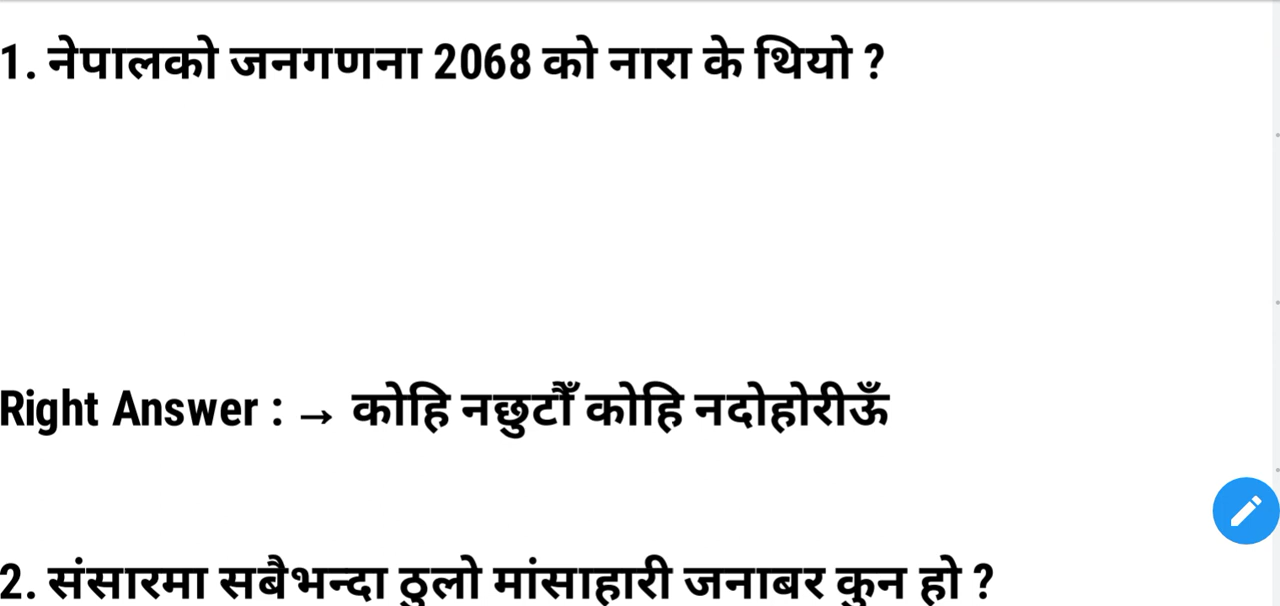 1. नेपालको जनगणना 2068 को नारा के थियो ?
Right Answer : → कोहि नछुटौँ कोहि नदोहोरीऊँ
2. संसारमा सबैभन्दा ठुलो मांसाहारी जनाबर कुन हो ?